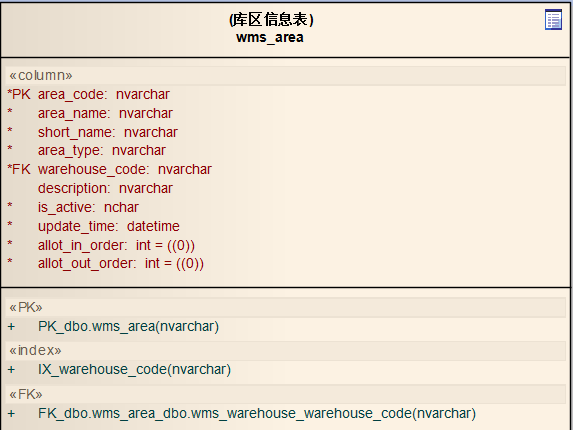 (库区信息表)
wms_area
«column»
*PK area_code: nvarchar
* area_name: nvarchar
* short_name: nvarchar
* area_type: nvarchar
*FK warehouse_code: nvarchar
description: nvarchar
* is_active: nchar
* update_time: datetime
* allot_in_order: int = ((0))
* allot_out_order: int = ((0))
«PK»
+ PK_dbo.wms_area(nvarchar)
«index»
+ IX_warehouse_code(nvarchar)
«FK»
+ FK_dbo.wms_area_dbo.wms_warehouse_warehouse_code(nvarchar)